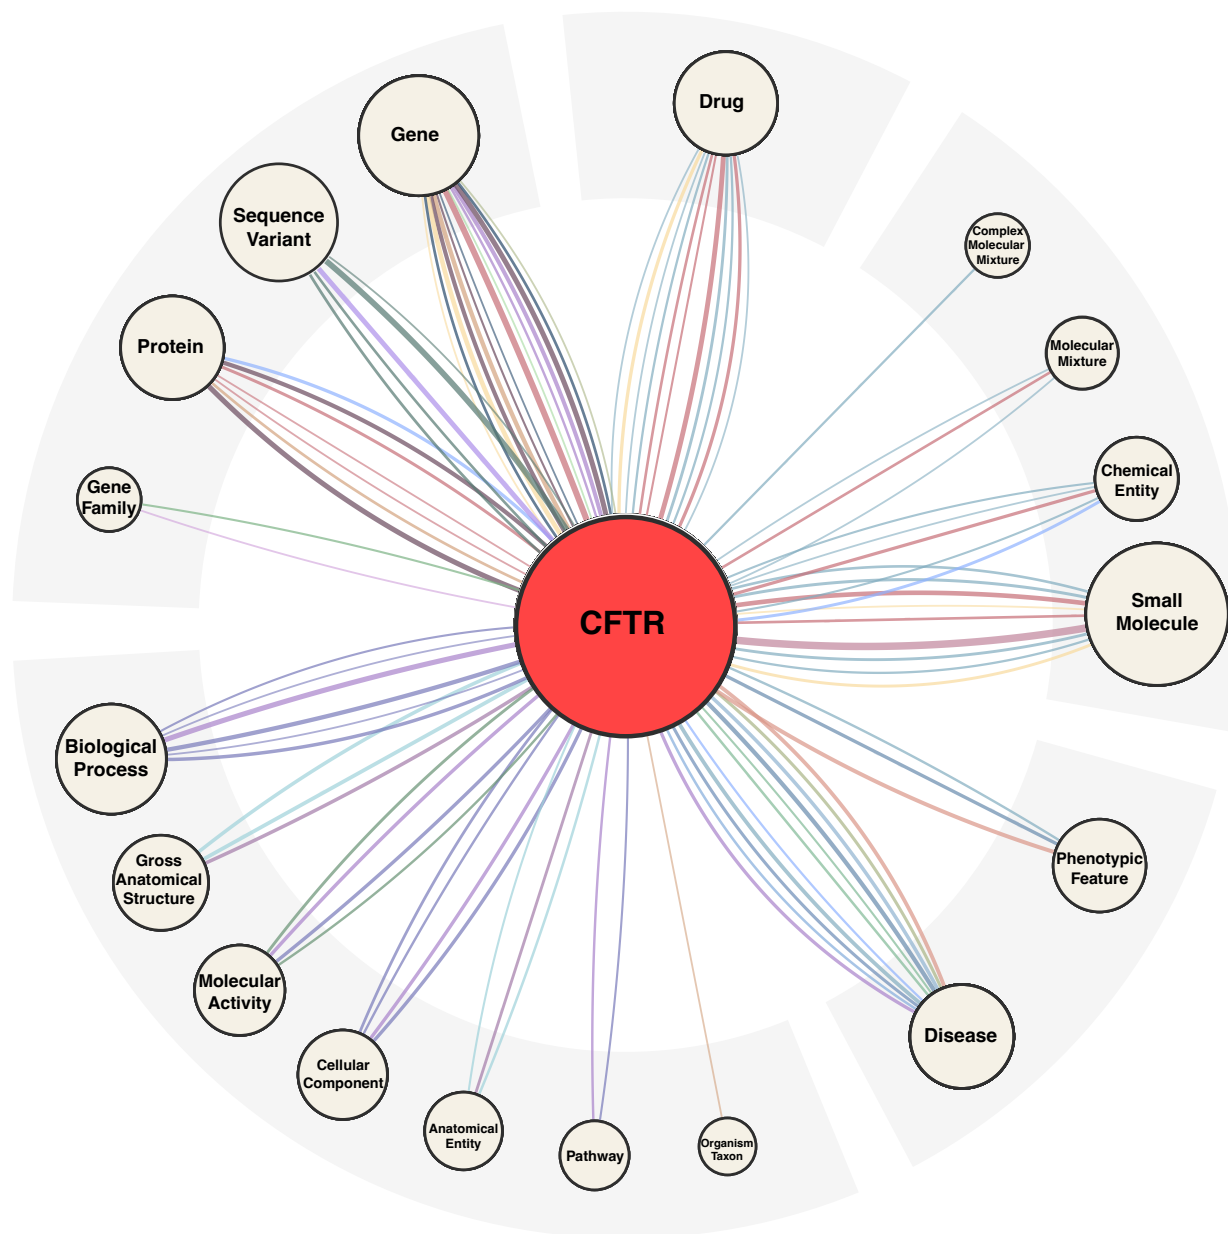 Drug
Gene
Sequence
Variant
Complex
Molecular
Mixture
Protein
Molecular
Mixture
Chemical
Entity
Gene
Family
Small
Molecule
CFTR
Biological
Process
Phenotypic
Feature
Gross
Anatomical
Structure
Molecular
Activity
Disease
Cellular
Component
Anatomical
Entity
Pathway
Organism
Taxon